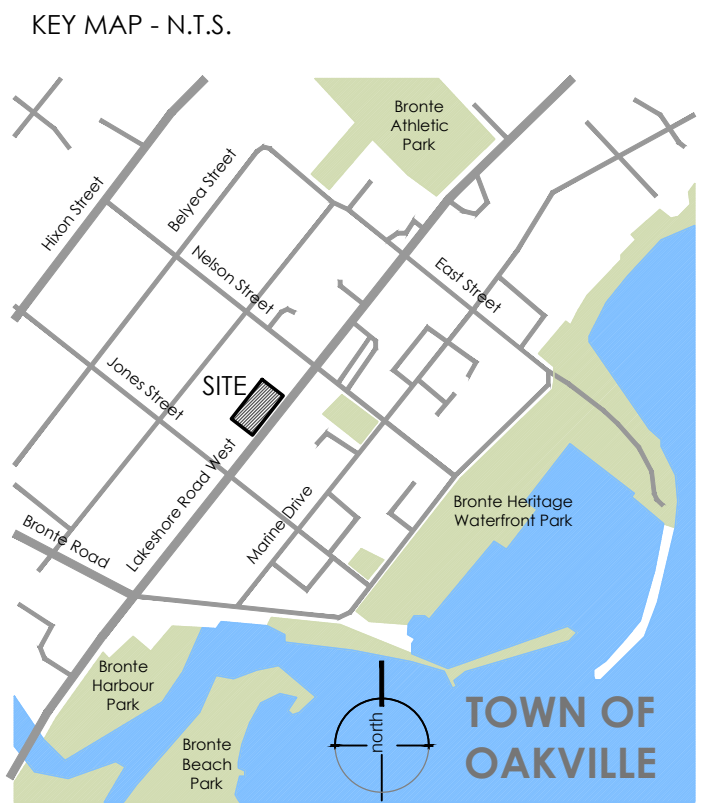 KEY MAP - N.T.S.
Bronte
Athletic
Park
Belyea Street
Hixon Street
Nelson Street
East Street
Jones Street
SITE
Lakeshore Road West
Marine Drive
Bronte Heritage
Waterfront Park
Bronte Road
Bronte
Harbour
Park
Bronte
Beach
Park
north
TOWN OF
OAKVILLE